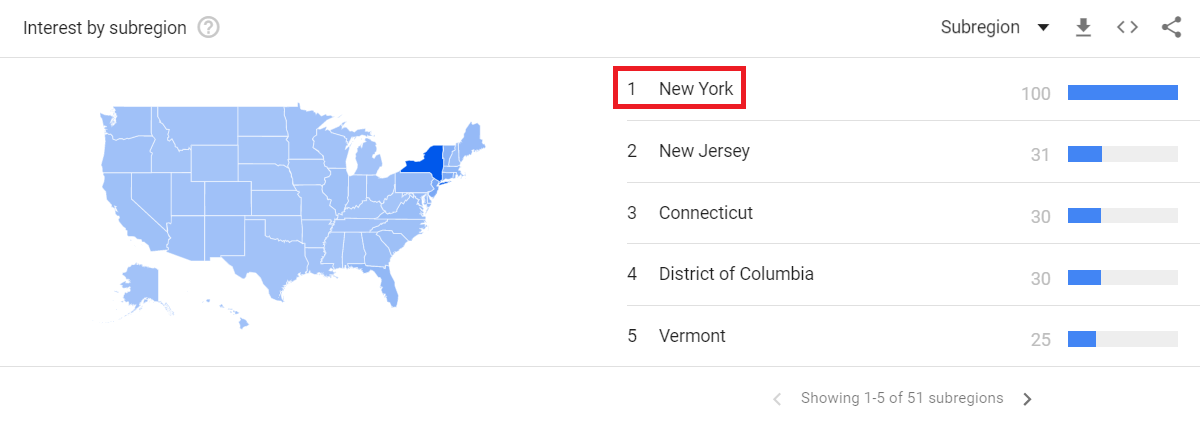 Interest by subregion ?
Subregion
1 New York 100
2 New Jersey 31
3 Connecticut 30
4 District of Columbia 30
5 Vermont 25
Showing 1-5 of 51 subregions